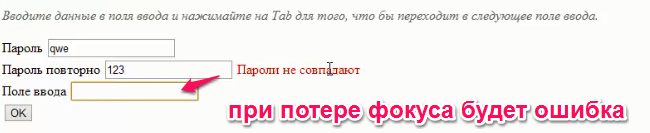 Вводите данные в поля ввода и нажимайте на Tab для того, что бы переходит в следующее поле ввода.
Пароль qwe
Пароль повторно 123 Пароли не совпадают
Поле ввода
при потере фокуса будет ошибка
OK